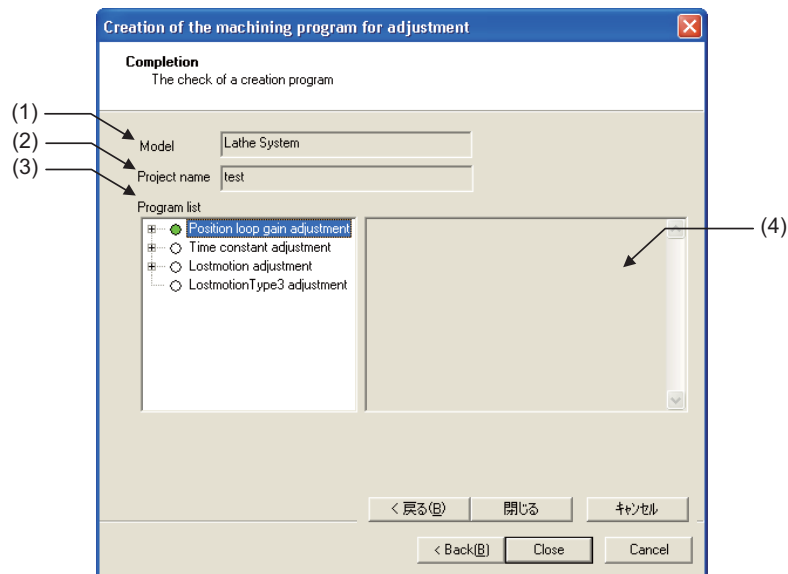 Creation of the machining program for adjustment
Completion
The check of a creation program
(1)
Model Lathe System
(2)
Project name test
(3)
Program list
Position loop gain adjustment
(4)
Time constant adjustment
Lostmotion adjustment
LostmotionType3 adjustment
< 戻る(B) 閉じる ｷｬﾝｾﾙ
< Back(B) Close Cancel